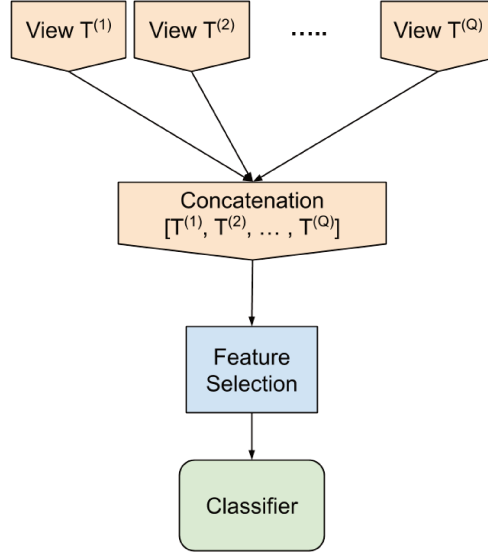 View T⁽¹⁾ View T⁽²⁾ ..... View T⁽Q⁾
Concatenation
[T⁽¹⁾, T⁽²⁾, ... , T⁽Q⁾]
Feature
Selection
Classifier